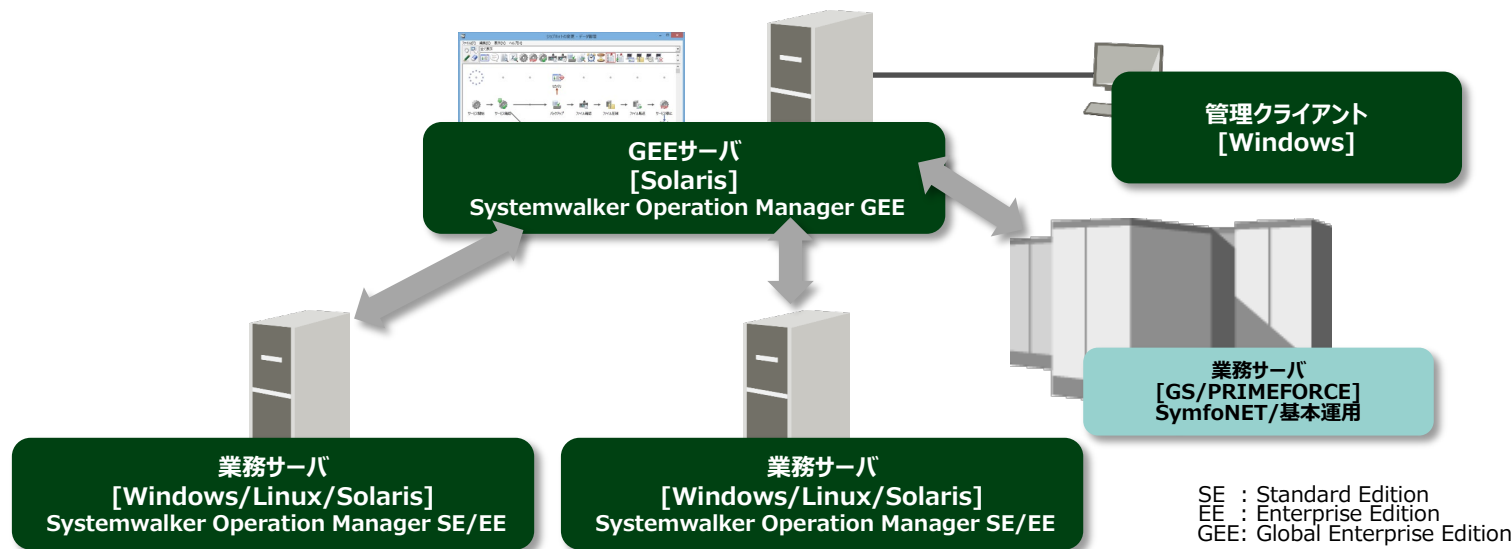 GEEサーバ
[Solaris]
Systemwalker Operation Manager GEE
管理クライアント
[Windows]
業務サーバ
[GS/PRIMEFORCE]
SymfoNET/基本運用
業務サーバ
[Windows/Linux/Solaris]
Systemwalker Operation Manager SE/EE
業務サーバ
[Windows/Linux/Solaris]
Systemwalker Operation Manager SE/EE
SE : Standard Edition
EE : Enterprise Edition
GEE: Global Enterprise Edition